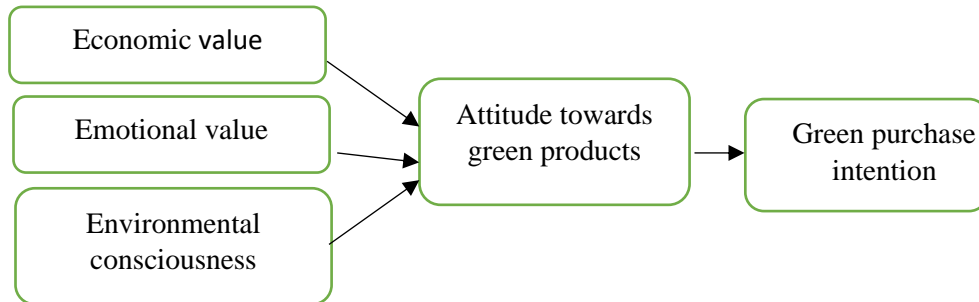 Economic value
Emotional value
Environmental
consciousness
Attitude towards
green products
Green purchase
intention